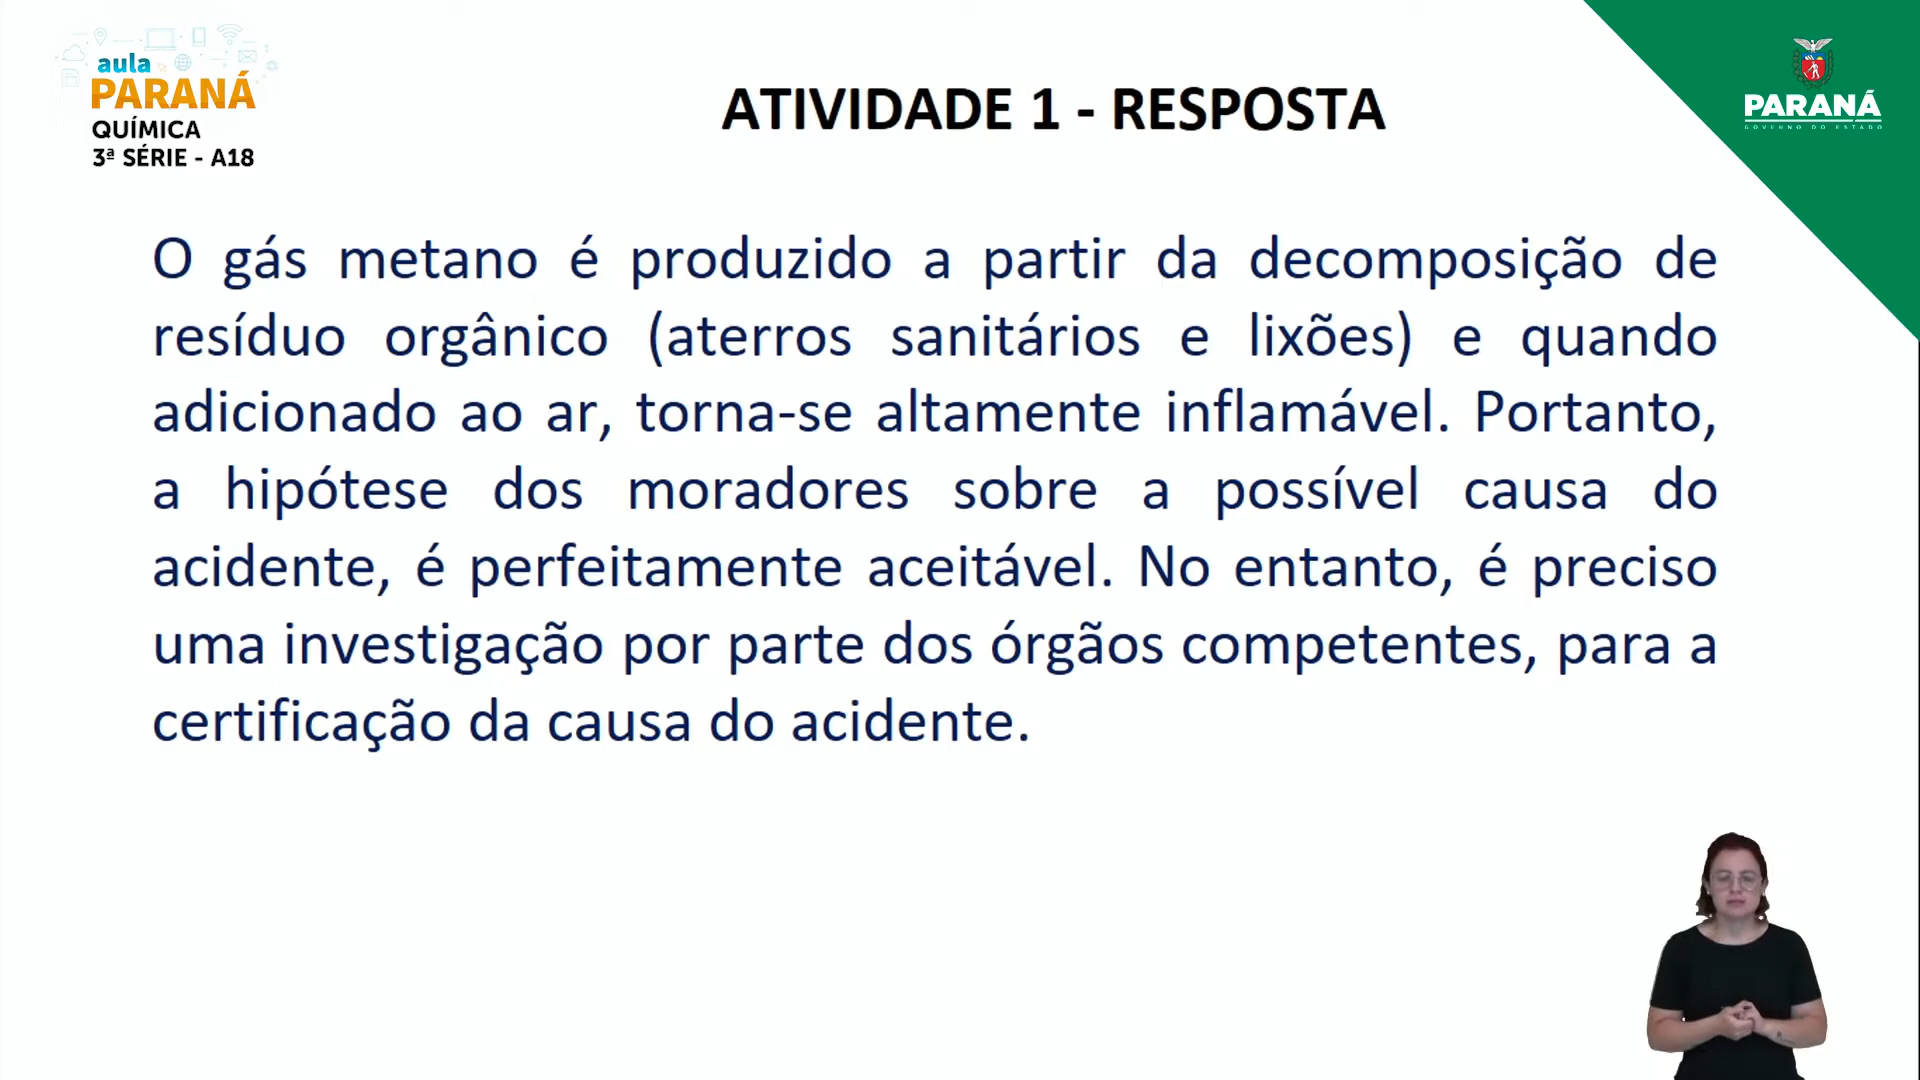 aula
PARANÁ
QUÍMICA
3ª SÉRIE - A18
ATIVIDADE 1 - RESPOSTA
PARANÁ
GOVERNO DO ESTADO
O gás metano é produzido a partir da decomposição de
resíduo orgânico (aterros sanitários e lixões) e quando
adicionado ao ar, torna-se altamente inflamável. Portanto,
a hipótese dos moradores sobre a possível causa do
acidente, é perfeitamente aceitável. No entanto, é preciso
uma investigação por parte dos órgãos competentes, para a
certificação da causa do acidente.